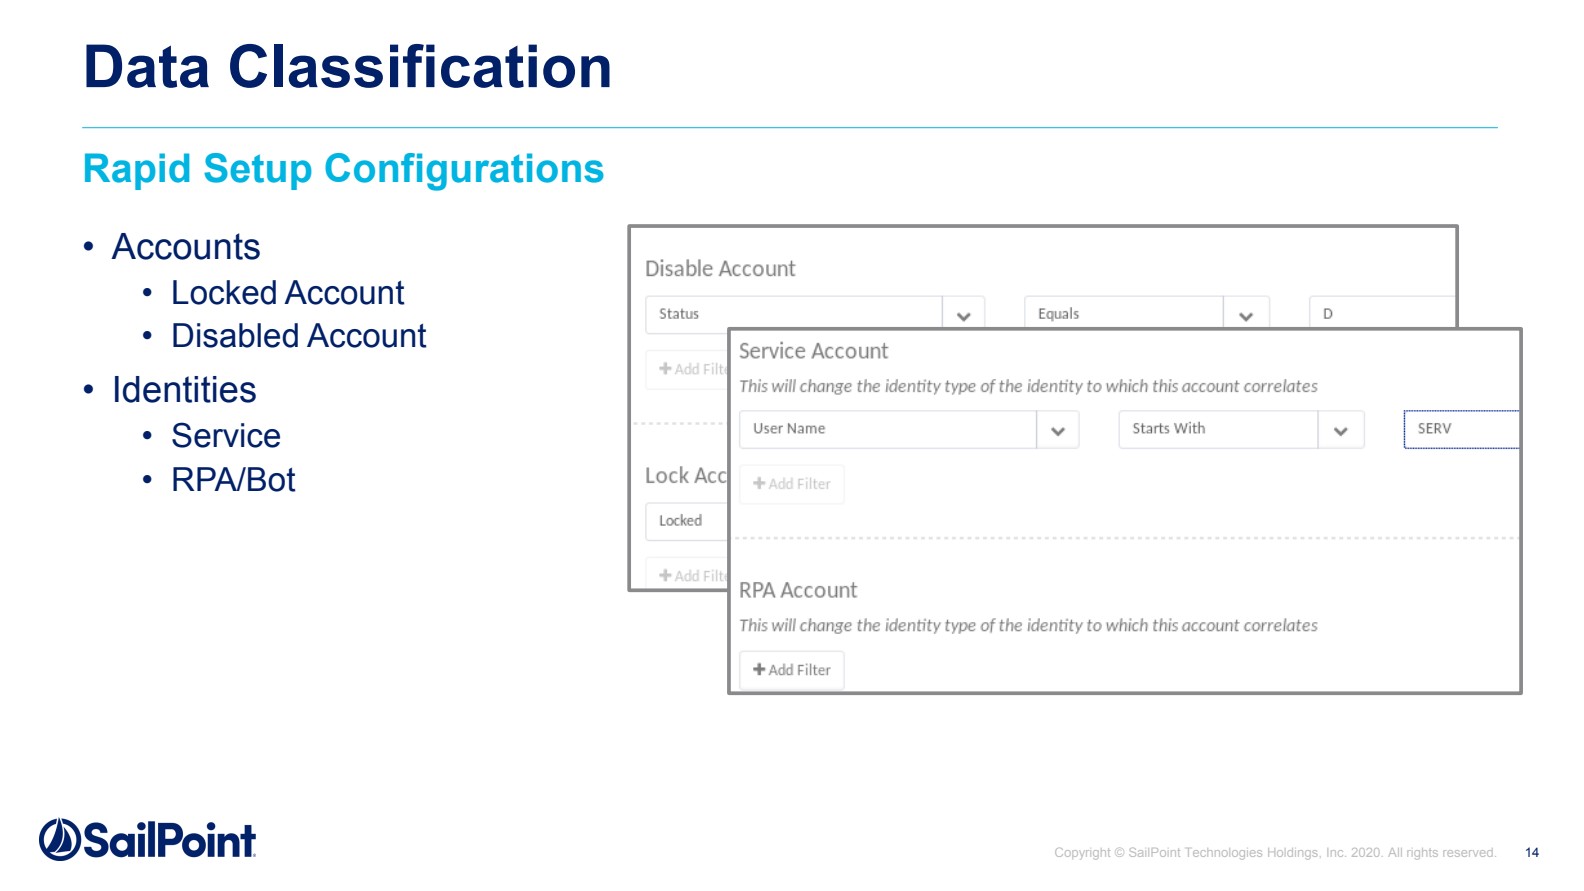 Data Classification
Rapid Setup Configurations
• Accounts
• Locked Account
• Disabled Account
• Identities
• Service
• RPA/Bot
Disable Account
Status Equals D
Add Filte
Lock Acc
Locked
Add Filte
Service Account
This will change the identity type of the identity to which this account correlates
User Name Starts With SERV
Add Filter
RPA Account
This will change the identity type of the identity to which this account correlates
Add Filter
SailPoint
Copyright © SailPoint Technologies Holdings, Inc. 2020. All rights reserved. 14